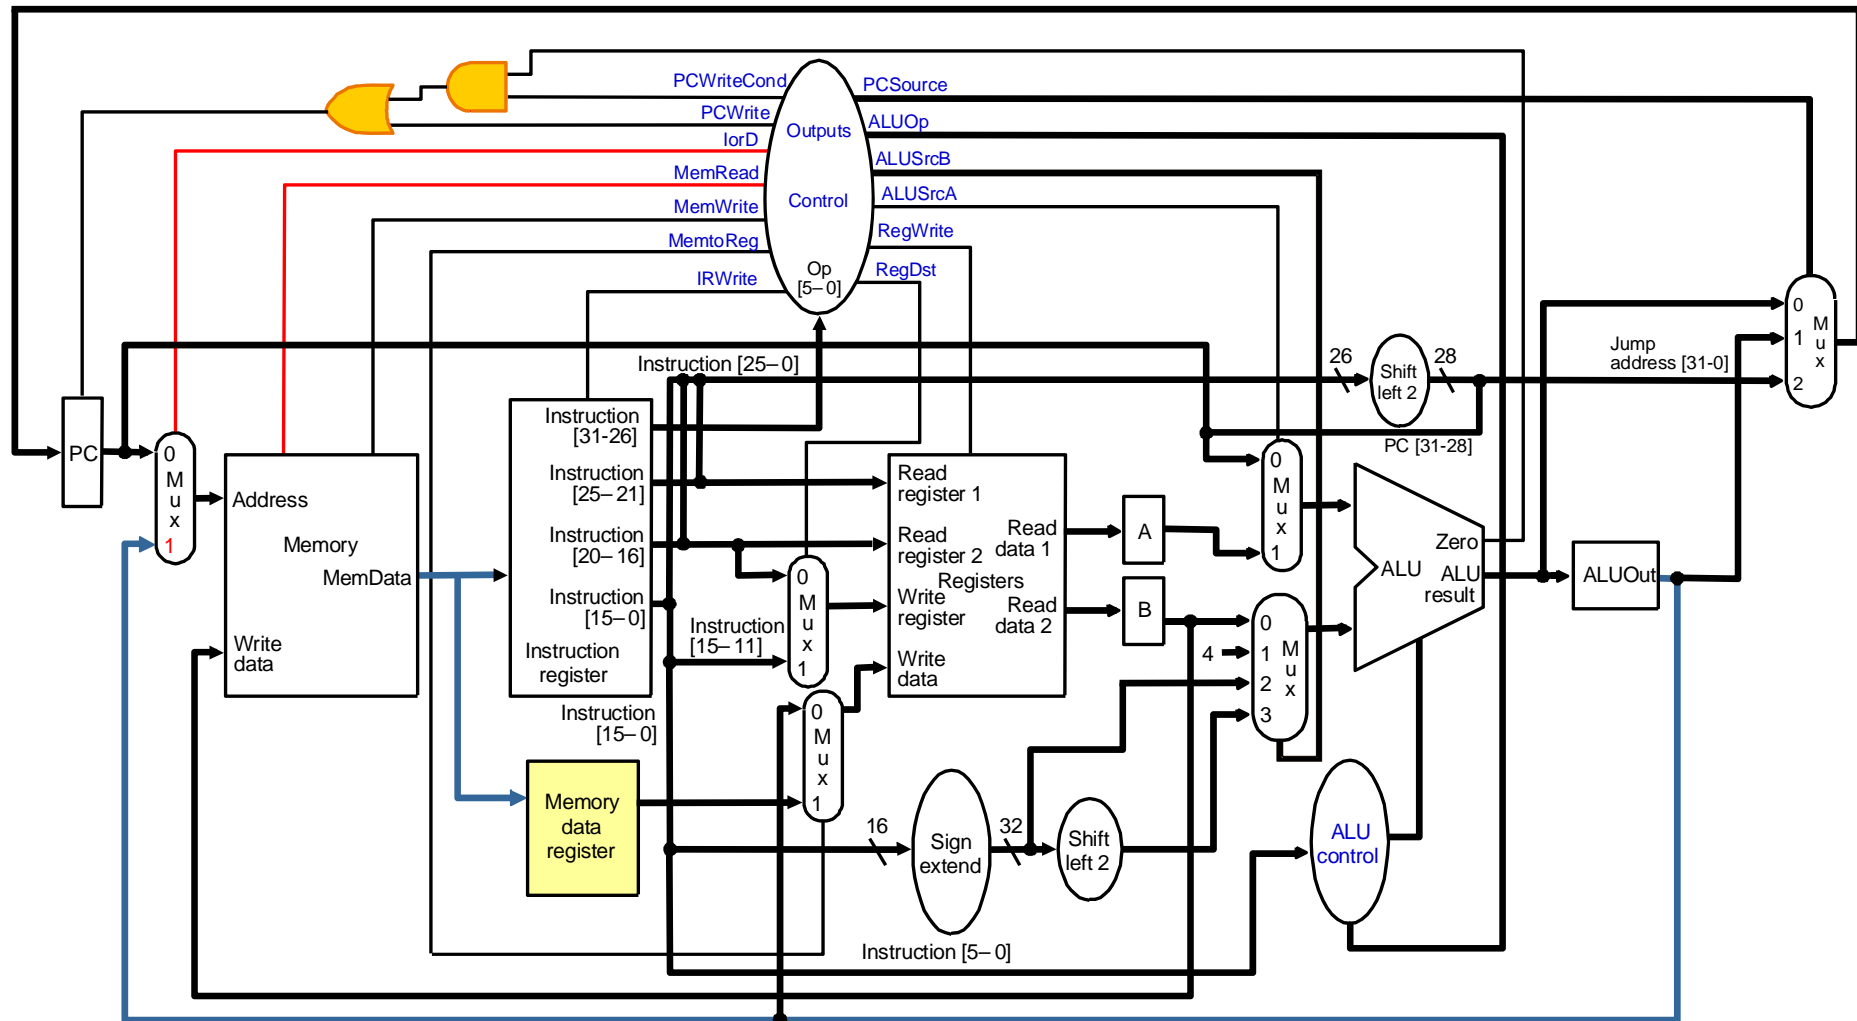 PCWriteCond
PCSource
PCWrite
ALUOp
Outputs
IorD
ALUSrcB
MemRead
ALUSrcA
Control
MemWrite
RegWrite
MemtoReg
RegDst
Op
[5–0]
IRWrite
Instruction [25–0]
26
Shift
left 2
28
Jump
address [31-0]
0
1
2
M
u
x
PC
0
M
u
x
1
Address
Memory
MemData
Write
data
Instruction
[31-26]
Instruction
[25–21]
Instruction
[20–16]
Instruction
[15–0]
Instruction
register
Instruction
[15–11]
0
M
u
x
1
Read
register 1
Read
register 2
Registers
Write
register
Write
data
Read
data 1
Read
data 2
A
B
PC [31-28]
0
M
u
x
1
4
0
1
2
3
M
u
x
Zero
ALU
ALU
result
ALUOut
Instruction
[15–0]
0
M
u
x
1
Memory
data
register
16
Sign
extend
32
Shift
left 2
ALU
control
Instruction [5–0]